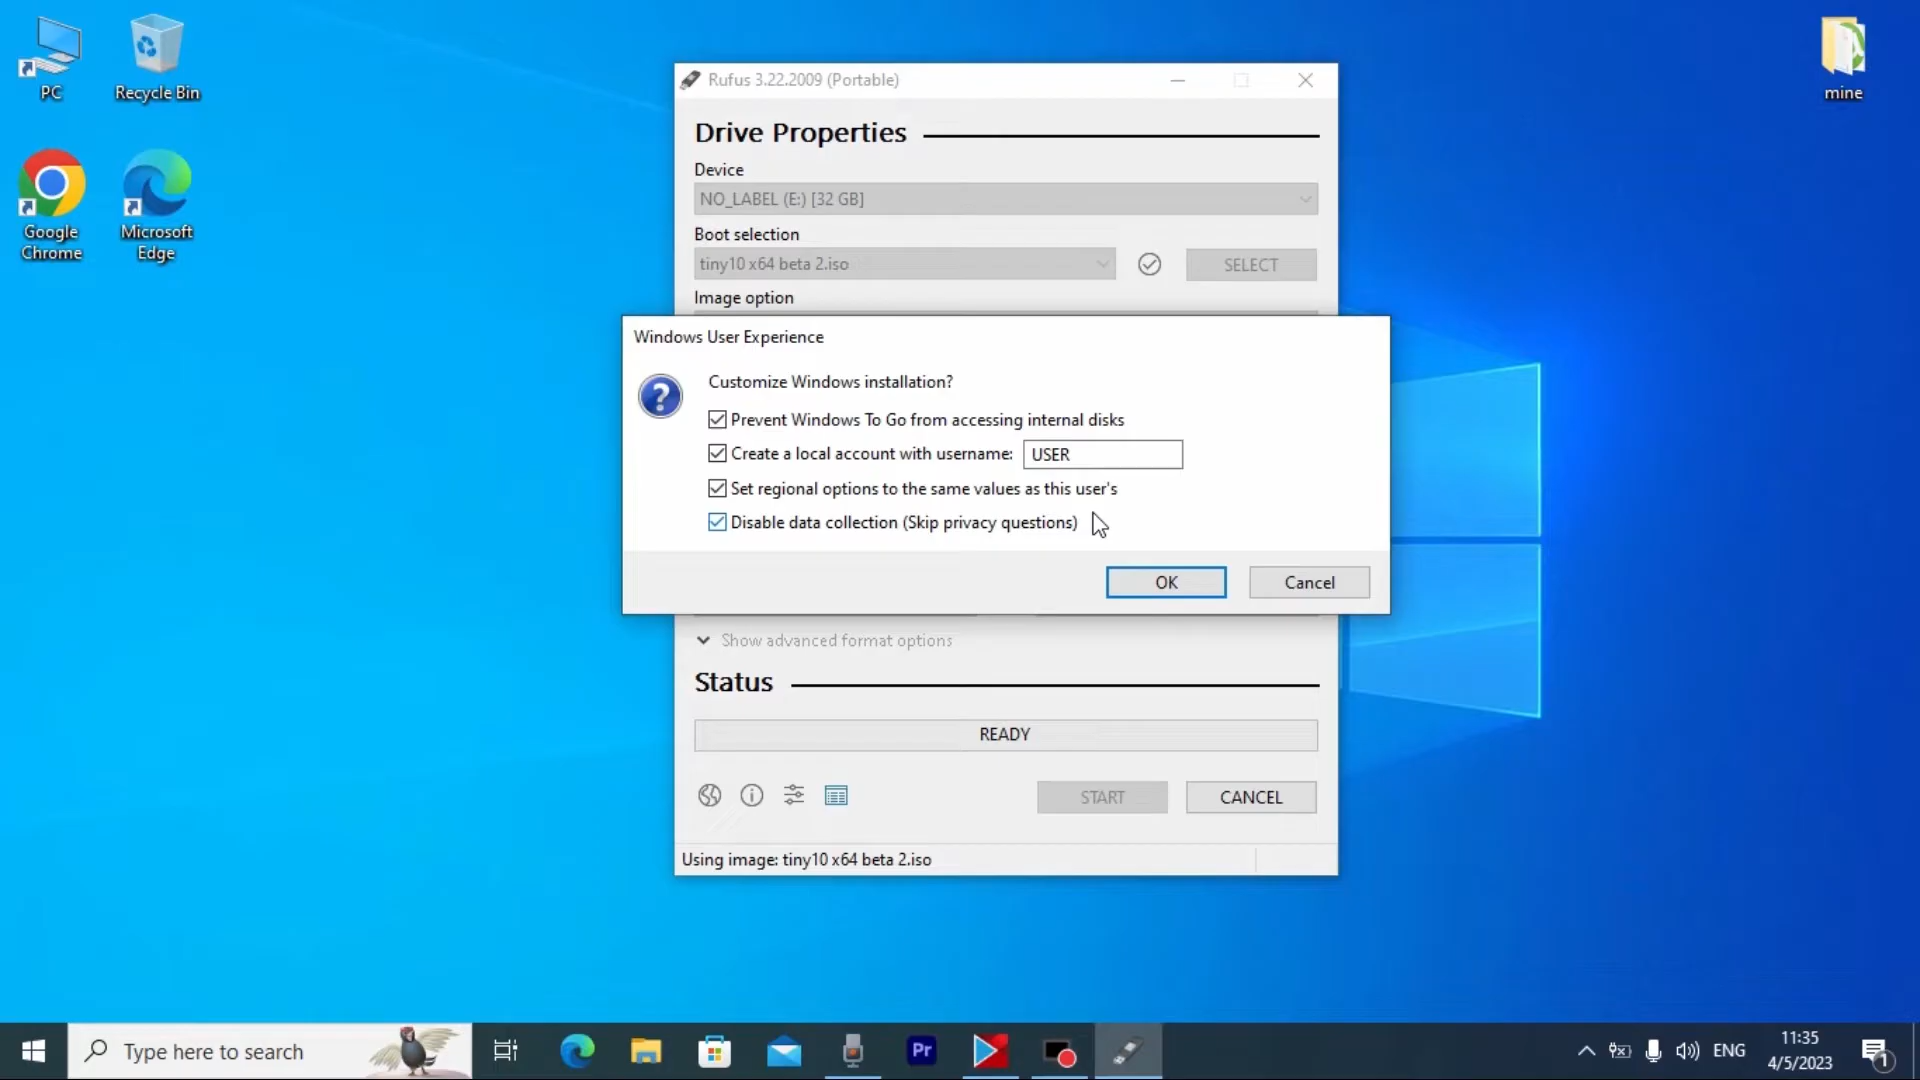 PC
Recycle Bin
Google
Chrome
Microsoft
Edge
mine
Rufus 3.22.2009 (Portable)
Drive Properties
Device
NO_LABEL (E:) [32 GB]
Boot selection
tiny10 x64 beta 2.iso
SELECT
Image option
Windows User Experience
Customize Windows installation?
Prevent Windows To Go from accessing internal disks
Create a local account with username: USER
Set regional options to the same values as this user's
Disable data collection (Skip privacy questions)
OK
Cancel
Show advanced format options
Status
READY
START
CANCEL
Using image: tiny10 x64 beta 2.iso
Type here to search
Pr
ENG
11:35
4/5/2023
1